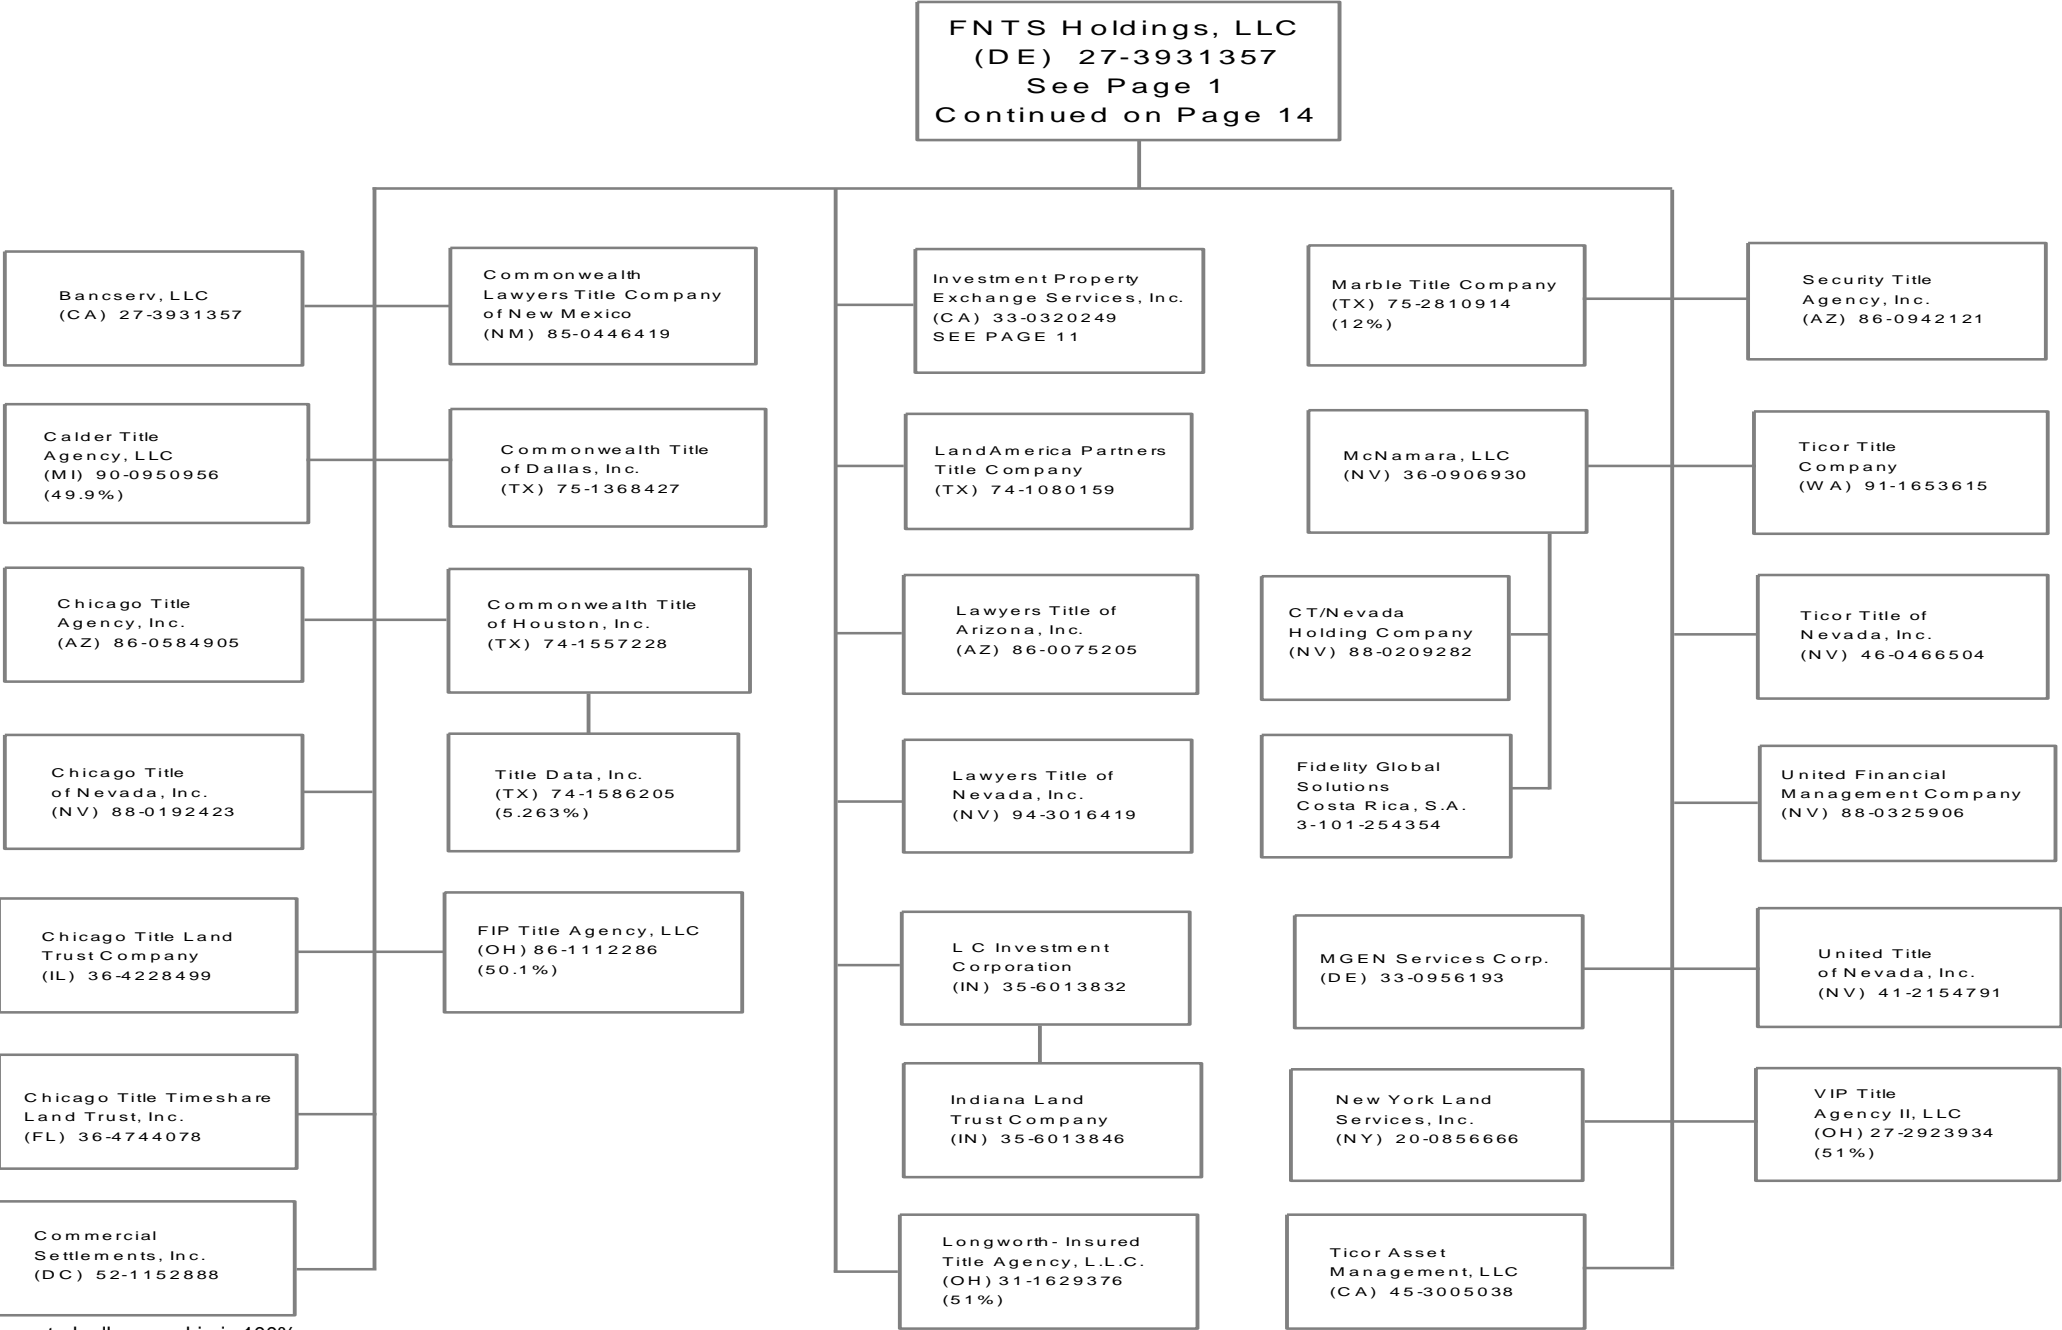 FNTS Holdings, LLC
(DE) 27-3931357
See Page 1
Continued on Page 14
Bancserv, LLC
(CA) 27-3931357
Calder Title
Agency, LLC
(MI) 90-0950956
(49.9%)
Chicago Title
Agency, Inc.
(AZ) 86-0584905
Chicago Title
of Nevada, Inc.
(NV) 88-0192423
Chicago Title Land
Trust Company
(IL) 36-4228499
Chicago Title Timeshare
Land Trust, Inc.
(FL) 36-4744078
Commercial
Settlements, Inc.
(DC) 52-1152888
Commonwealth
Lawyers Title Company
of New Mexico
(NM) 85-0446419
Commonwealth Title
of Dallas, Inc.
(TX) 75-1368427
Commonwealth Title
of Houston, Inc.
(TX) 74-1557228
Title Data, Inc.
(TX) 74-1586205
(5.263%)
FIP Title Agency, LLC
(OH) 86-1112286
(50.1%)
Investment Property
Exchange Services, Inc.
(CA) 33-0320249
SEE PAGE 11
LandAmerica Partners
Title Company
(TX) 74-1080159
Lawyers Title of
Arizona, Inc.
(AZ) 86-0075205
Lawyers Title of
Nevada, Inc.
(NV) 94-3016419
L C Investment
Corporation
(IN) 35-6013832
Indiana Land
Trust Company
(IN) 35-6013846
Longworth- Insured
Title Agency, L.L.C.
(OH) 31-1629376
(51%)
Marble Title Company
(TX) 75-2810914
(12%)
McNamara, LLC
(NV) 36-0906930
CT/Nevada
Holding Company
(NV) 88-0209282
Fidelity Global
Solutions
Costa Rica, S.A.
3-101-254354
MGEN Services Corp.
(DE) 33-0956193
New York Land
Services, Inc.
(NY) 20-0856666
Ticor Asset
Management, LLC
(CA) 45-3005038
Security Title
Agency, Inc.
(AZ) 86-0942121
Ticor Title
Company
(WA) 91-1653615
Ticor Title of
Nevada, Inc.
(NV) 46-0466504
United Financial
Management Company
(NV) 88-0325906
United Title
of Nevada, Inc.
(NV) 41-2154791
VIP Title
Agency II, LLC
(OH) 27-2923934
(51%)